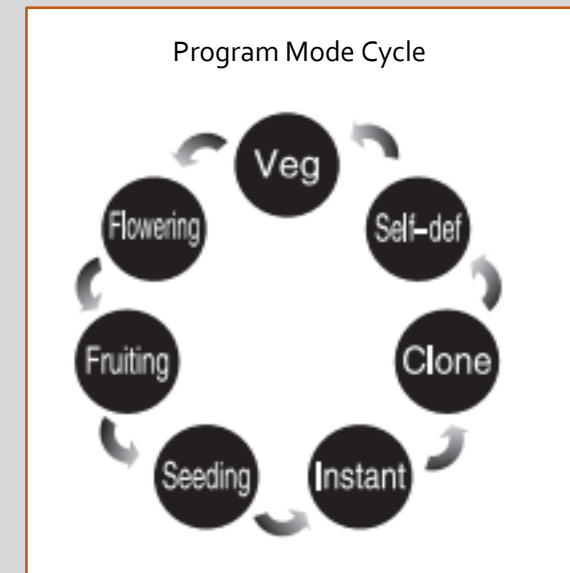 Program Mode Cycle
Veg
Flowering
Self-def
Fruiting
Clone
Seeding
Instant